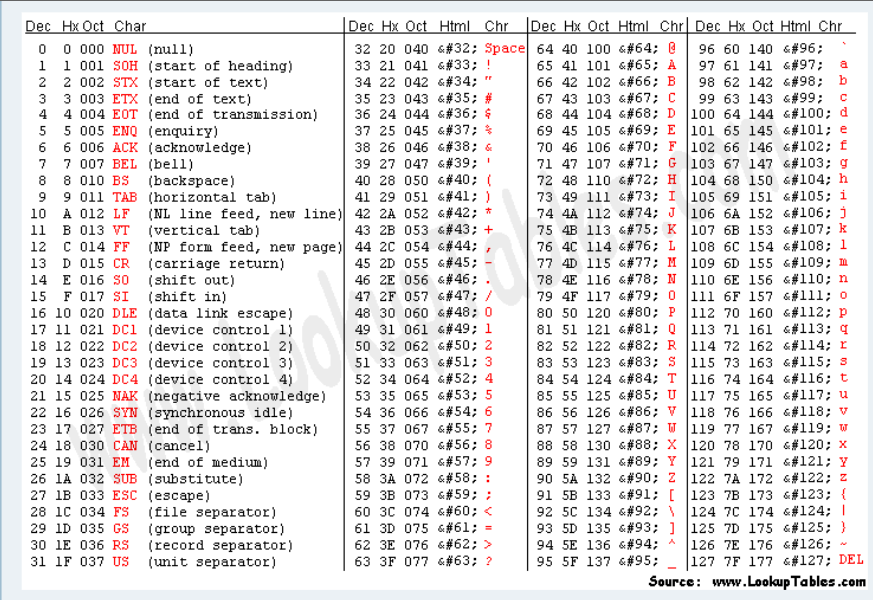 Dec Hx Oct Char Dec Hx Oct Html Chr Dec Hx Oct Html Chr Dec Hx Oct Html Chr
0 0 000 NUL (null) 32 20 040 &#32; Space 64 40 100 &#64; @ 96 60 140 &#96; `
1 1 001 SOH (start of heading) 33 21 041 &#33; ! 65 41 101 &#65; A 97 61 141 &#97; a
2 2 002 STX (start of text) 34 22 042 &#34; " 66 42 102 &#66; B 98 62 142 &#98; b
3 3 003 ETX (end of text) 35 23 043 &#35; # 67 43 103 &#67; C 99 63 143 &#99; c
4 4 004 EOT (end of transmission) 36 24 044 &#36; $ 68 44 104 &#68; D 100 64 144 &#100; d
5 5 005 ENQ (enquiry) 37 25 045 &#37; % 69 45 105 &#69; E 101 65 145 &#101; e
6 6 006 ACK (acknowledge) 38 26 046 &#38; & 70 46 106 &#70; F 102 66 146 &#102; f
7 7 007 BEL (bell) 39 27 047 &#39; ' 71 47 107 &#71; G 103 67 147 &#103; g
8 8 010 BS (backspace) 40 28 050 &#40; ( 72 48 110 &#72; H 104 68 150 &#104; h
9 9 011 TAB (horizontal tab) 41 29 051 &#41; ) 73 49 111 &#73; I 105 69 151 &#105; i
10 A 012 LF (NL line feed, new line) 42 2A 052 &#42; * 74 4A 112 &#74; J 106 6A 152 &#106; j
11 B 013 VT (vertical tab) 43 2B 053 &#43; + 75 4B 113 &#75; K 107 6B 153 &#107; k
12 C 014 FF (NP form feed, new page) 44 2C 054 &#44; , 76 4C 114 &#76; L 108 6C 154 &#108; l
13 D 015 CR (carriage return) 45 2D 055 &#45; - 77 4D 115 &#77; M 109 6D 155 &#109; m
14 E 016 SO (shift out) 46 2E 056 &#46; . 78 4E 116 &#78; N 110 6E 156 &#110; n
15 F 017 SI (shift in) 47 2F 057 &#47; / 79 4F 117 &#79; O 111 6F 157 &#111; o
16 10 020 DLE (data link escape) 48 30 060 &#48; 0 80 50 120 &#80; P 112 70 160 &#112; p
17 11 021 DC1 (device control 1) 49 31 061 &#49; 1 81 51 121 &#81; Q 113 71 161 &#113; q
18 12 022 DC2 (device control 2) 50 32 062 &#50; 2 82 52 122 &#82; R 114 72 162 &#114; r
19 13 023 DC3 (device control 3) 51 33 063 &#51; 3 83 53 123 &#83; S 115 73 163 &#115; s
20 14 024 DC4 (device control 4) 52 34 064 &#52; 4 84 54 124 &#84; T 116 74 164 &#116; t
21 15 025 NAK (negative acknowledge) 53 35 065 &#53; 5 85 55 125 &#85; U 117 75 165 &#117; u
22 16 026 SYN (synchronous idle) 54 36 066 &#54; 6 86 56 126 &#86; V 118 76 166 &#118; v
23 17 027 ETB (end of trans. block) 55 37 067 &#55; 7 87 57 127 &#87; W 119 77 167 &#119; w
24 18 030 CAN (cancel) 56 38 070 &#56; 8 88 58 130 &#88; X 120 78 170 &#120; x
25 19 031 EM (end of medium) 57 39 071 &#57; 9 89 59 131 &#89; Y 121 79 171 &#121; y
26 1A 032 SUB (substitute) 58 3A 072 &#58; : 90 5A 132 &#90; Z 122 7A 172 &#122; z
27 1B 033 ESC (escape) 59 3B 073 &#59; ; 91 5B 133 &#91; [ 123 7B 173 &#123; {
28 1C 034 FS (file separator) 60 3C 074 &#60; < 92 5C 134 &#92; \ 124 7C 174 &#124; |
29 1D 035 GS (group separator) 61 3D 075 &#61; = 93 5D 135 &#93; ] 125 7D 175 &#125; }
30 1E 036 RS (record separator) 62 3E 076 &#62; > 94 5E 136 &#94; ^ 126 7E 176 &#126; ~
31 1F 037 US (unit separator) 63 3F 077 &#63; ? 95 5F 137 &#95; _ 127 7F 177 &#127; DEL
Source: www.LookupTables.com
www.LookupTables.com